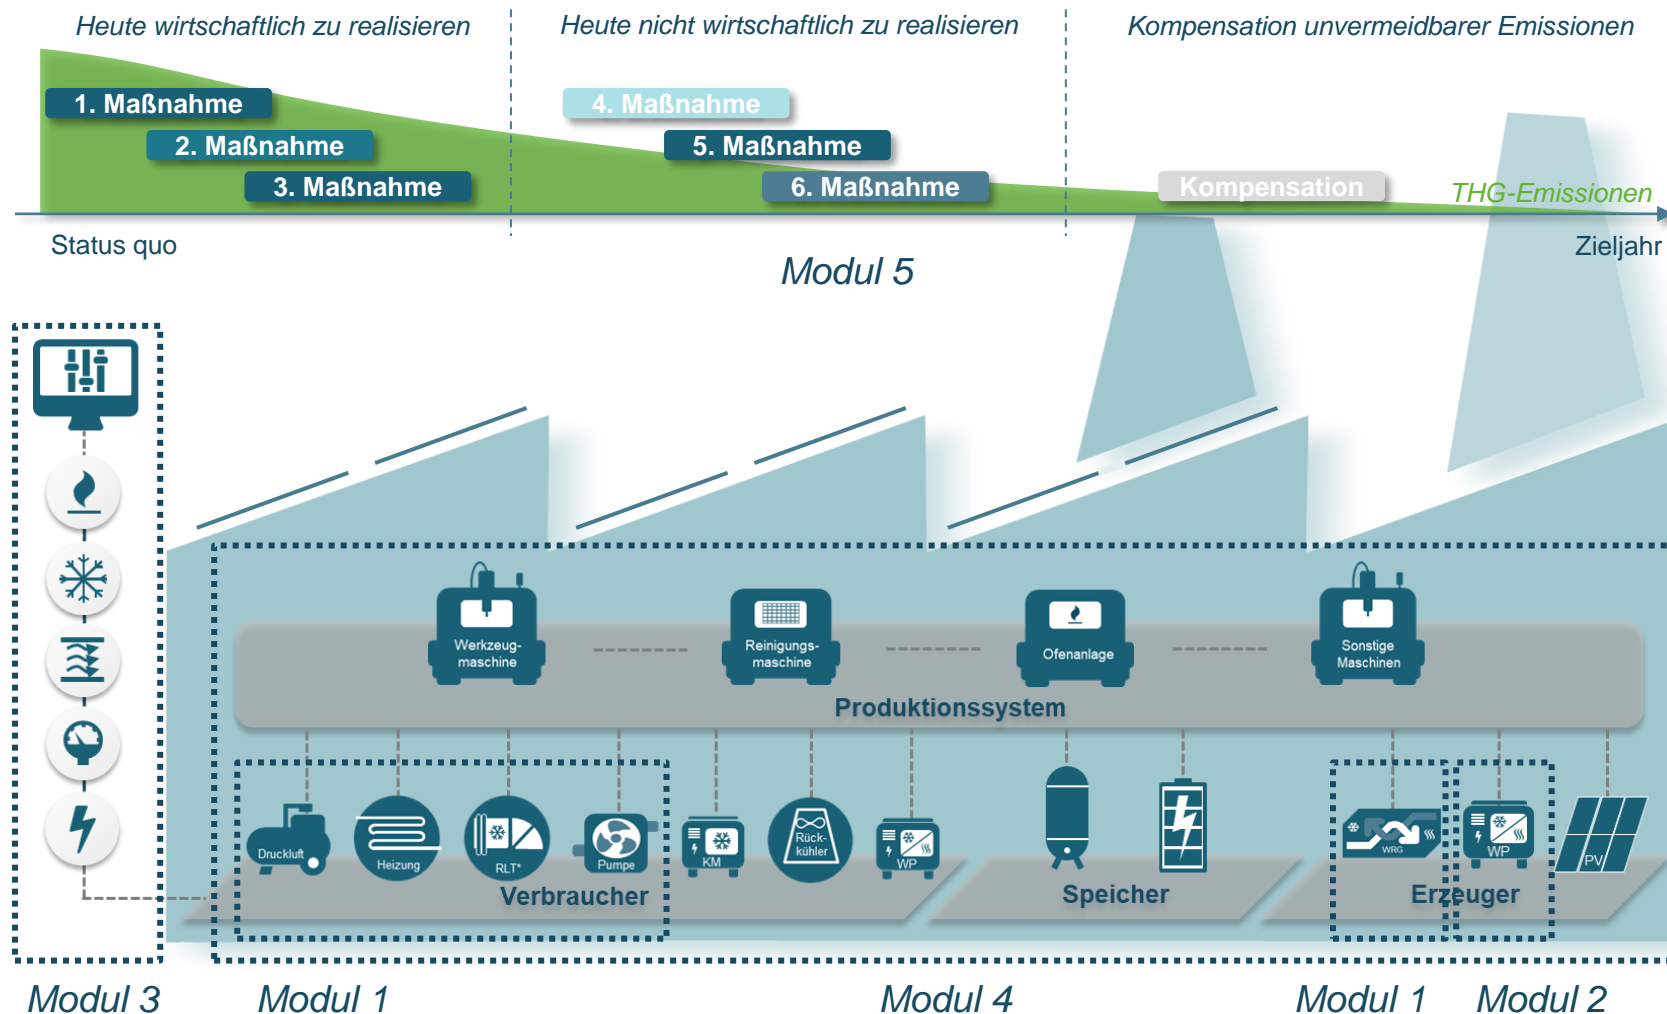 Heute wirtschaftlich zu realisieren
Heute nicht wirtschaftlich zu realisieren
Kompensation unvermeidbarer Emissionen
1. Maßnahme
4. Maßnahme
2. Maßnahme
5. Maßnahme
3. Maßnahme
6. Maßnahme
Kompensation
THG-Emissionen
Status quo
Zieljahr
Modul 5
Werkzeug-
maschine
Reinigungs-
maschine
Ofenanlage
Sonstige
Maschinen
Produktionssystem
Druckluft
Heizung
RLT*
Pumpe
KM
Rück-
kühler
WP
WRG
WP
PV
Verbraucher
Speicher
Erzeuger
Modul 3
Modul 1
Modul 4
Modul 1
Modul 2